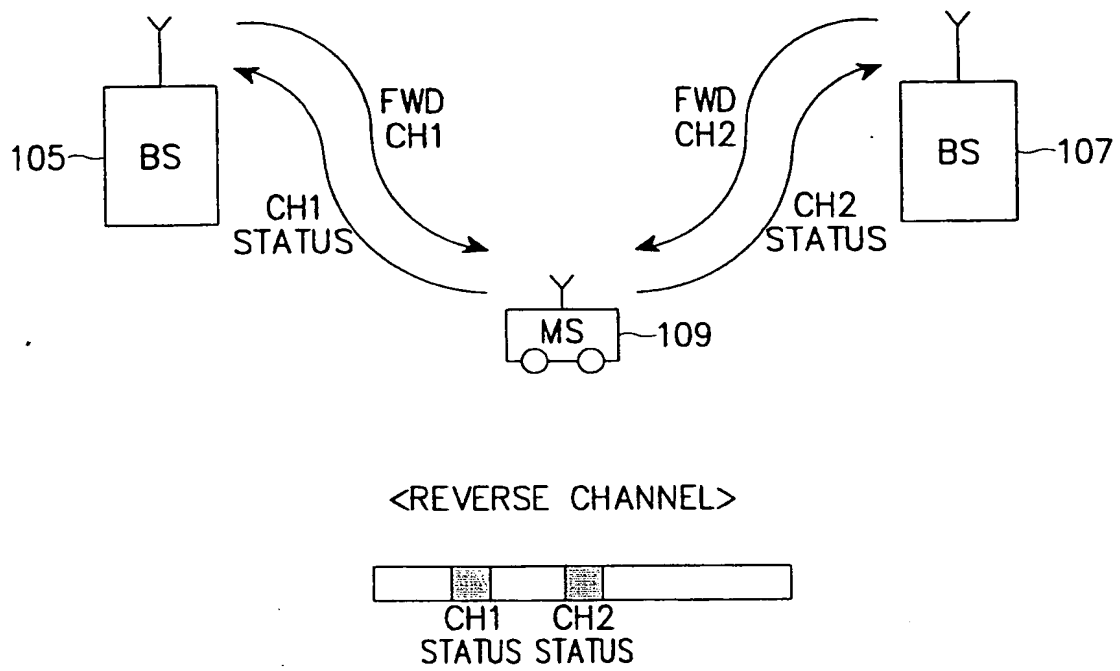 FWD
CH1
FWD
CH2
105
BS
BS
107
CH1
STATUS
CH2
STATUS
MS
109
<REVERSE CHANNEL>
CH1 CH2
STATUS STATUS